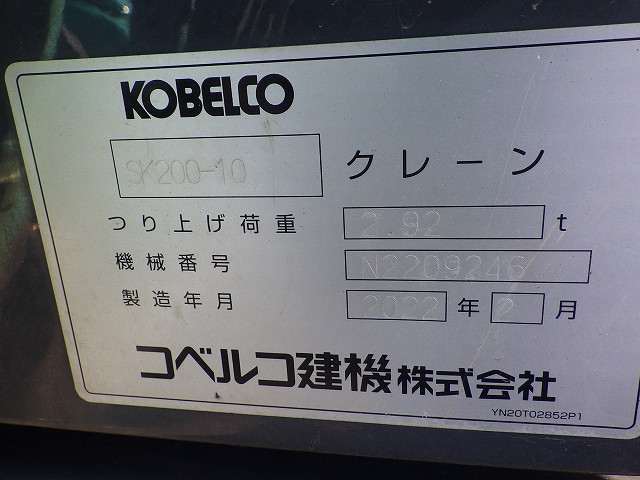 KOBELCO
SK200-10 クレーン
つり上げ荷重 2.92 t
機械番号 N2209246
製造年月 2022 年 2 月
コベルコ建機株式会社
YN20T02852P1